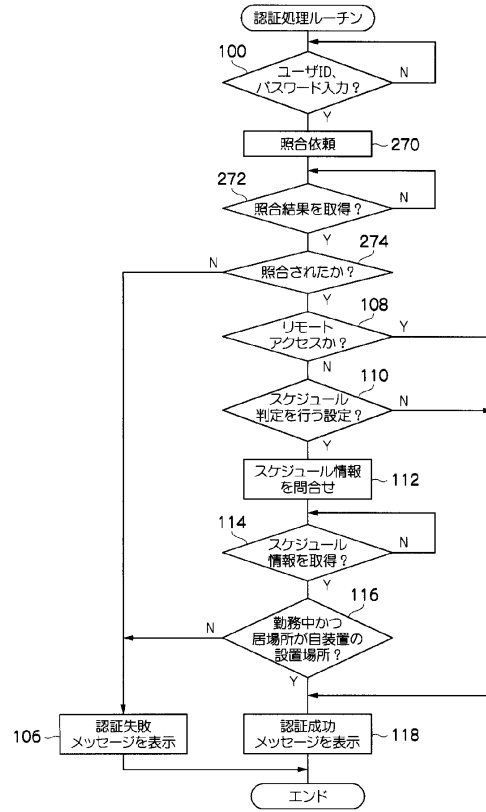 認証処理ルーチン
100
ユーザID、
パスワード入力？
N
Y
照合依頼
270
272
照合結果を取得？
N
Y
274
N
照合されたか？
Y
108
リモート
アクセスか？
Y
N
110
スケジュール
判定を行う設定？
N
Y
スケジュール情報
を問合せ
112
114
スケジュール
情報を取得？
N
Y
116
N
勤務中かつ
居場所が自装置の
設置場所？
Y
106
認証失敗
メッセージを表示
認証成功
メッセージを表示
118
エンド